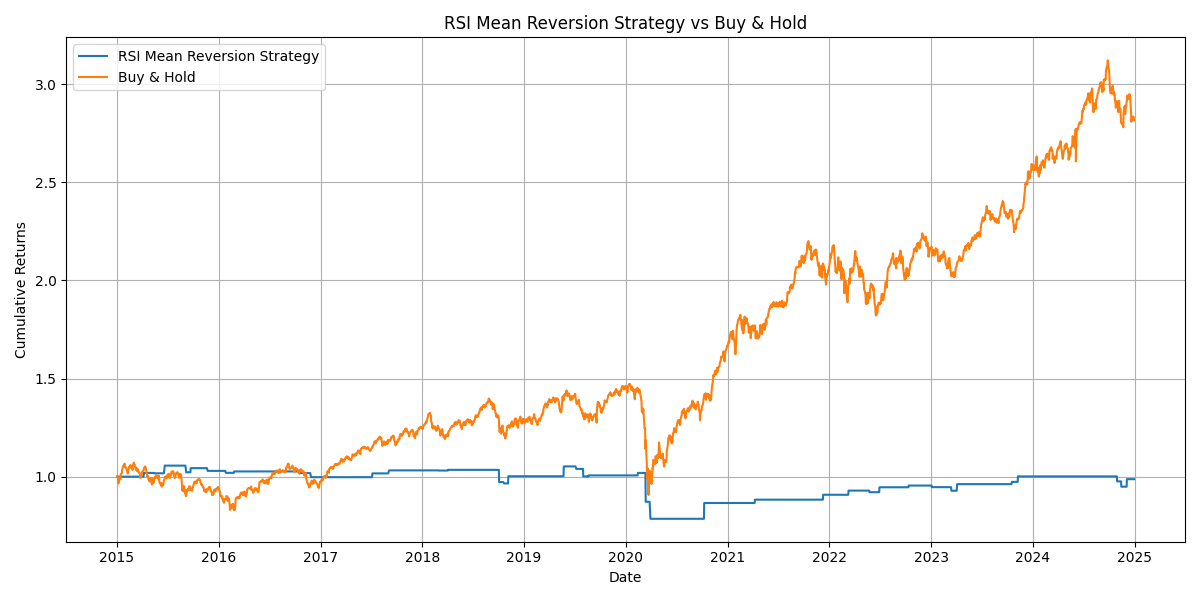 RSI Mean Reversion Strategy vs Buy & Hold
RSI Mean Reversion Strategy
Buy & Hold
Cumulative Returns
3.0
2.5
2.0
1.5
1.0
2015 2016 2017 2018 2019 2020 2021 2022 2023 2024 2025
Date